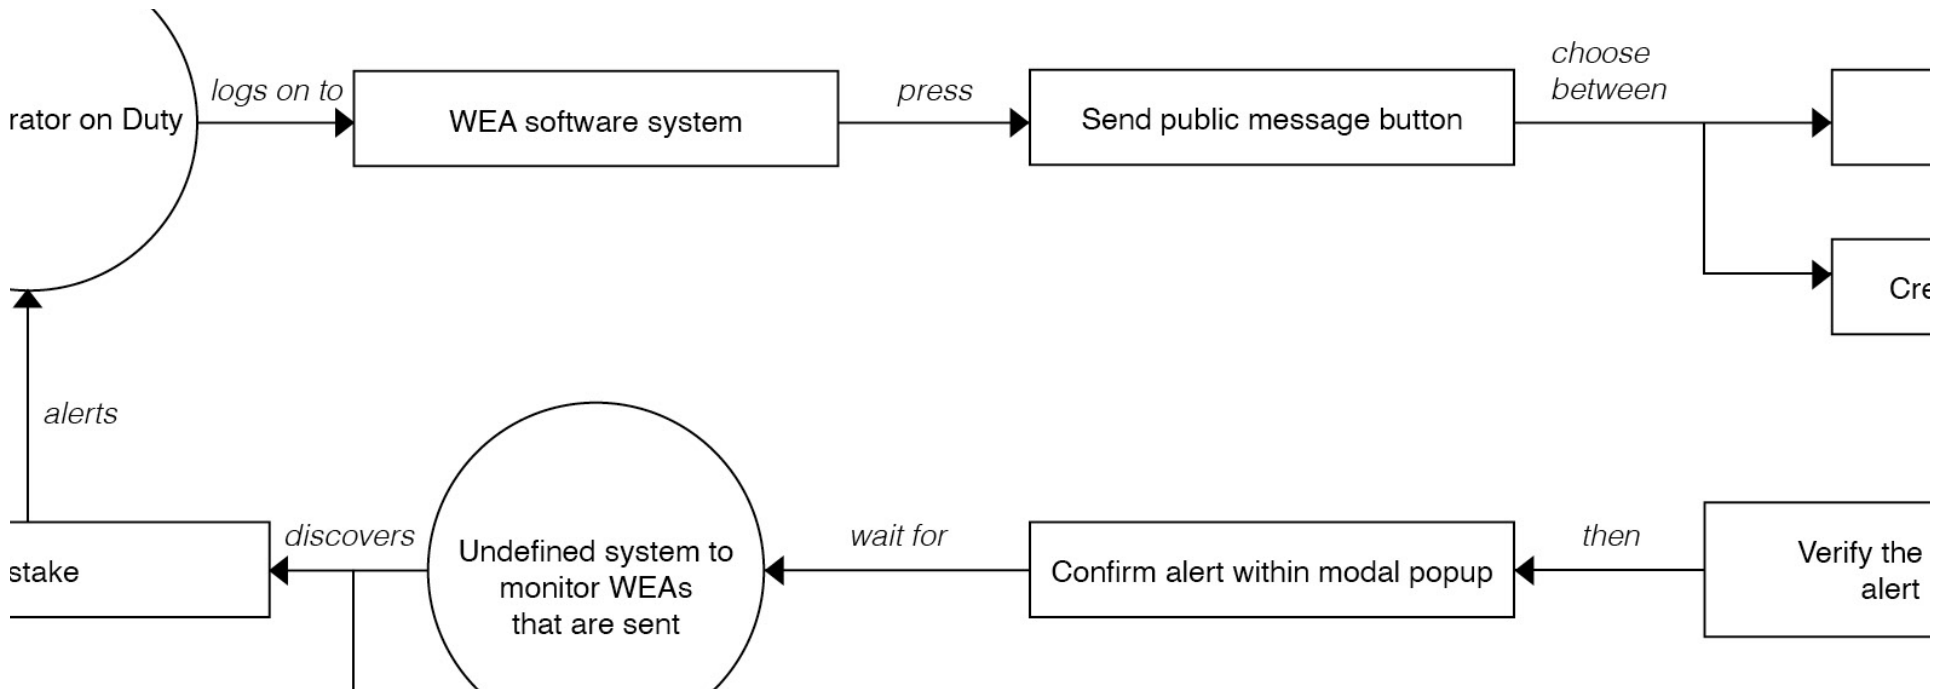 choose
between
logs on to
press
rator on Duty
WEA software system
Send public message button
Cre
alerts
discovers
wait for
then
stake
Undefined system to
monitor WEAs
that are sent
Confirm alert within modal popup
Verify the
alert